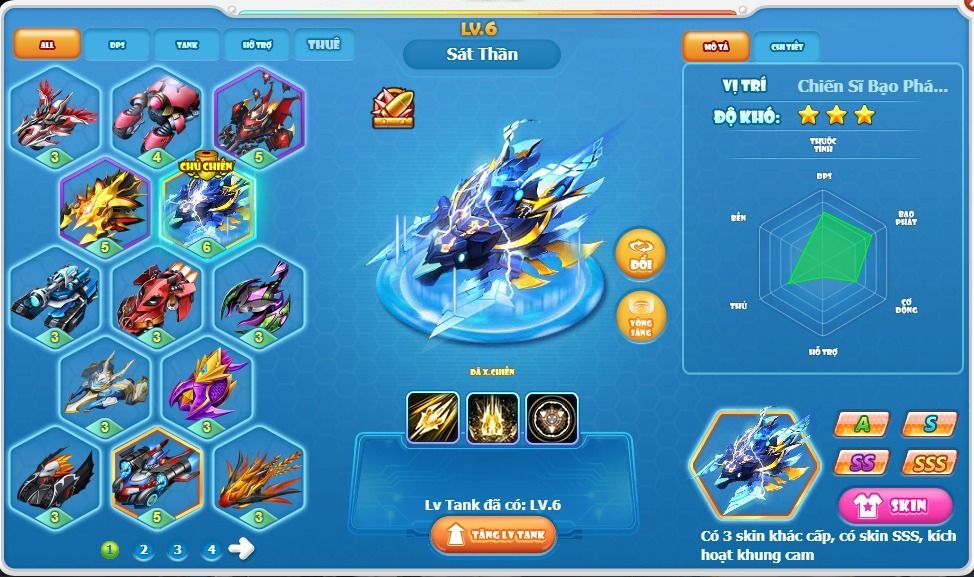 LV.6
Sát Thần
ALL
DPS
TANK
HỖ TRỢ
THUÊ
MÔ TẢ
CHI TIẾT
3
4
5
CHỦ CHIẾN
5
6
3
3
3
3
3
3
5
3
1
2
3
4
ĐỔI
VÒNG
SÁNG
ĐÃ X.CHIẾN
Lv Tank đã có: LV.6
TĂNG LV TANK
VỊ TRÍ
Chiến Sĩ Bạo Phá...
ĐỘ KHÓ:
THUỘC
TÍNH
DPS
BẠO
PHÁT
CƠ
ĐỘNG
HỖ TRỢ
THỦ
BỀN
A
S
SS
SSS
SKIN
Có 3 skin khác cấp, có skin SSS, kích
hoạt khung cam